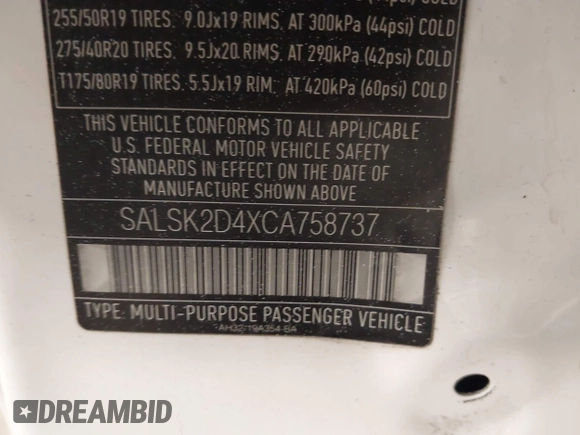 255/50R19 TIRES. 9.0Jx19 RIMS. AT 300kPa (44psi) COLD
275/40R20 TIRES. 9.5Jx20 RIMS. AT 290kPa (42psi) COLD
T175/80R19 TIRES. 5.5Jx19 RIM. AT 420kPa (60psi) COLD
THIS VEHICLE CONFORMS TO ALL APPLICABLE
U.S. FEDERAL MOTOR VEHICLE SAFETY
STANDARDS IN EFFECT ON THE DATE OF
MANUFACTURE SHOWN ABOVE
SALSK2D4XCA758737
TYPE: MULTI-PURPOSE PASSENGER VEHICLE
DREAMBID